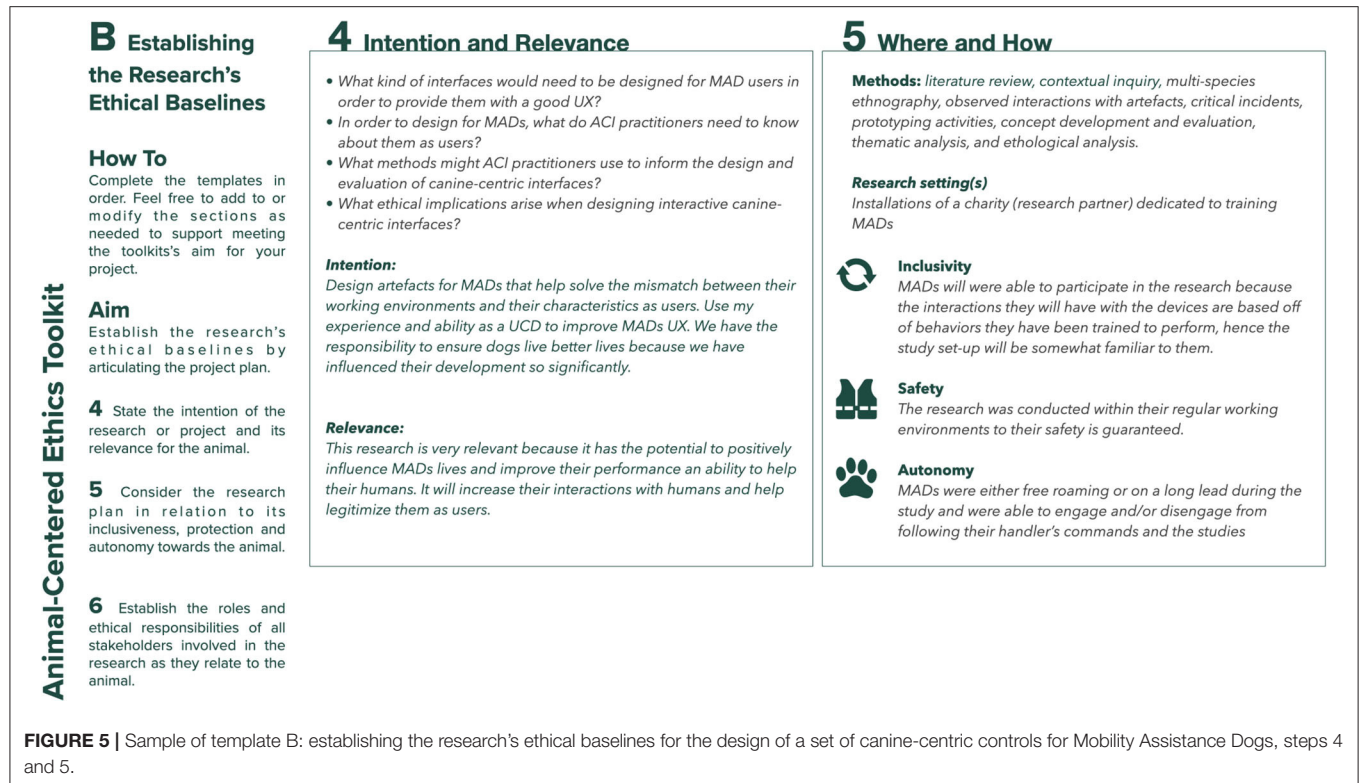 Animal-Centered Ethics Toolkit
B Establishing
the Research's
Ethical Baselines
How To
Complete the templates in
order. Feel free to add to or
modify the sections as
needed to support meeting
the toolkits's aim for your
project.
Aim
Establish the research's
ethical baselines by
articulating the project plan.
4 State the intention of the
research or project and its
relevance for the animal.
5 Consider the research
plan in relation to its
inclusiveness, protection and
autonomy towards the animal.
6 Establish the roles and
ethical responsibilities of all
stakeholders involved in the
research as they relate to the
animal.
4 Intention and Relevance
• What kind of interfaces would need to be designed for MAD users in
order to provide them with a good UX?
• In order to design for MADs, what do ACI practitioners need to know
about them as users?
• What methods might ACI practitioners use to inform the design and
evaluation of canine-centric interfaces?
• What ethical implications arise when designing interactive canine-
centric interfaces?
Intention:
Design artefacts for MADs that help solve the mismatch between their
working environments and their characteristics as users. Use my
experience and ability as a UCD to improve MADs UX. We have the
responsibility to ensure dogs live better lives because we have
influenced their development so significantly.
Relevance:
This research is very relevant because it has the potential to positively
influence MADs lives and improve their performance an ability to help
their humans. It will increase their interactions with humans and help
legitimize them as users.
5 Where and How
Methods: literature review, contextual inquiry, multi-species
ethnography, observed interactions with artefacts, critical incidents,
prototyping activities, concept development and evaluation,
thematic analysis, and ethological analysis.
Research setting(s)
Installations of a charity (research partner) dedicated to training
MADs
Inclusivity
MADs will were able to participate in the research because
the interactions they will have with the devices are based off
of behaviors they have been trained to perform, hence the
study set-up will be somewhat familiar to them.
Safety
The research was conducted within their regular working
environments to their safety is guaranteed.
Autonomy
MADs were either free roaming or on a long lead during the
study and were able to engage and/or disengage from
following their handler's commands and the studies
FIGURE 5 | Sample of template B: establishing the research's ethical baselines for the design of a set of canine-centric controls for Mobility Assistance Dogs, steps 4
and 5.